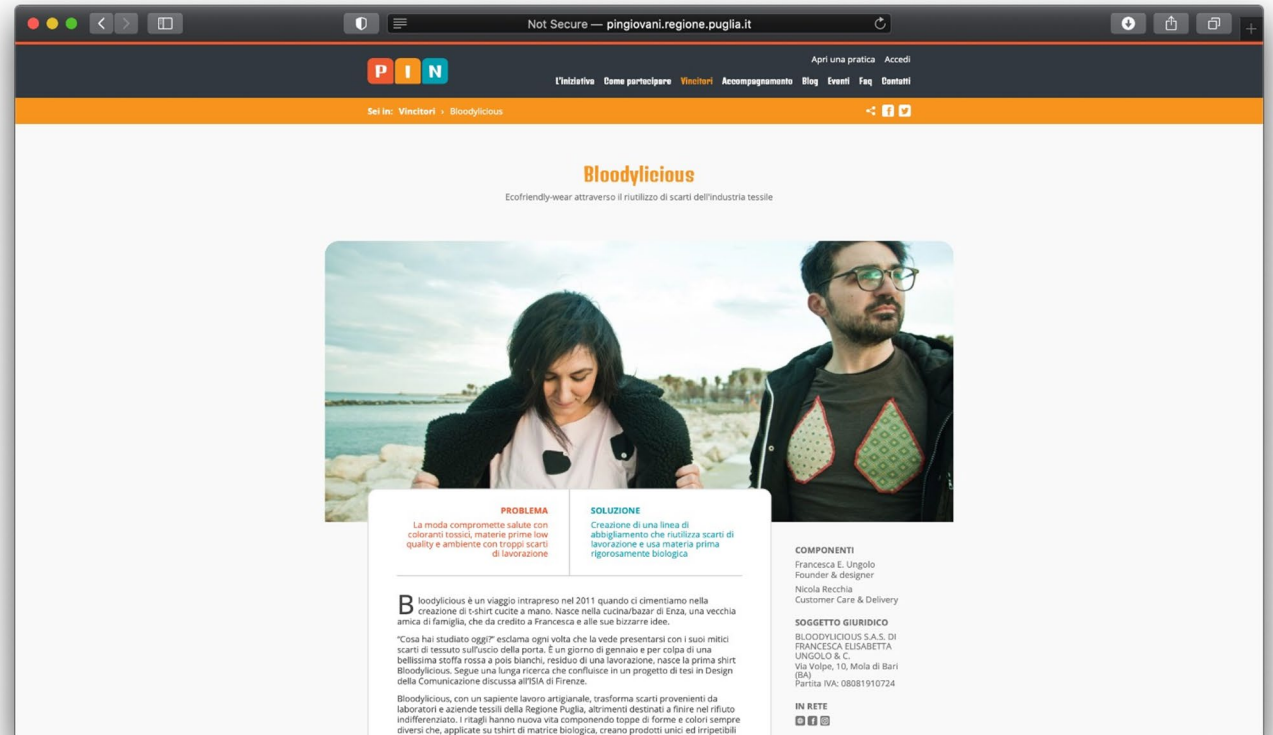 Not Secure — pingiovani.regione.puglia.it
P I N
Apri una pratica Accedi
L'iniziativa Come partecipare Vincitori Accompagnamento Blog Eventi Faq Contatti
Sei in: Vincitori › Bloodylicious
Bloodylicious
Ecofriendly-wear attraverso il riutilizzo di scarti dell'industria tessile
PROBLEMA
La moda compromette salute con
coloranti tossici, materie prime low
quality e ambiente con troppi scarti
di lavorazione
SOLUZIONE
Creazione di una linea di
abbigliamento che riutilizza scarti di
lavorazione e usa materia prima
rigorosamente biologica
Bloodylicious è un viaggio intrapreso nel 2011 quando ci cimentiamo nella
creazione di t-shirt cucite a mano. Nasce nella cucina/bazar di Enza, una vecchia
amica di famiglia, che da credito a Francesca e alle sue bizzarre idee.
"Cosa hai studiato oggi?" esclama ogni volta che la vede presentarsi con i suoi mitici
scarti di tessuto sull'uscio della porta. È un giorno di gennaio e per colpa di una
bellissima stoffa rossa a pois bianchi, residuo di una lavorazione, nasce la prima shirt
Bloodylicious. Segue una lunga ricerca che confluisce in un progetto di tesi in Design
della Comunicazione discussa all'ISIA di Firenze.
Bloodylicious, con un sapiente lavoro artigianale, trasforma scarti provenienti da
laboratori e aziende tessili della Regione Puglia, altrimenti destinati a finire nel rifiuto
indifferenziato. I ritagli hanno nuova vita componendo toppe di forme e colori sempre
diversi che, applicate su tshirt di matrice biologica, creano prodotti unici ed irripetibili
COMPONENTI
Francesca E. Ungolo
Founder & designer
Nicola Recchia
Customer Care & Delivery
SOGGETTO GIURIDICO
BLOODYLICIOUS S.A.S. DI
FRANCESCA ELISABETTA
UNGOLO & C.
Via Volpe, 10, Mola di Bari
(BA)
Partita IVA: 08081910724
IN RETE